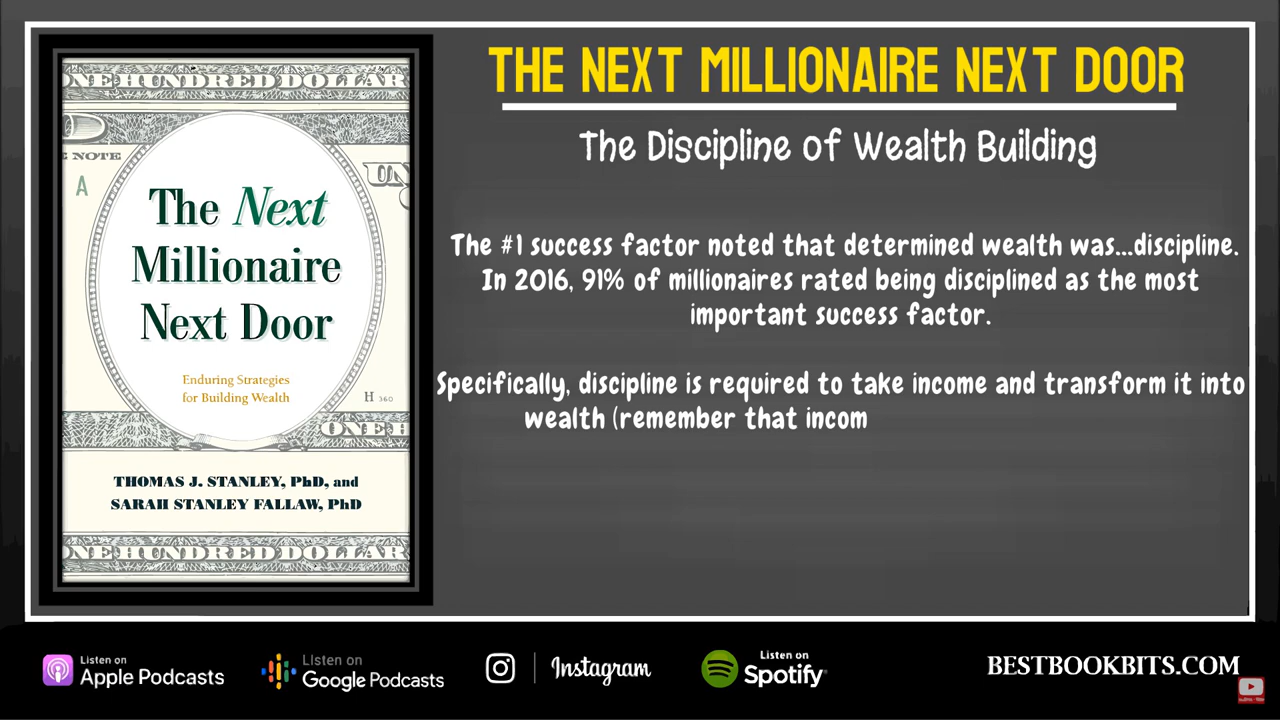 THE NEXT MILLIONAIRE NEXT DOOR
The Discipline of Wealth Building
The #1 success factor noted that determined wealth was...discipline.
In 2016, 91% of millionaires rated being disciplined as the most
important success factor.
Specifically, discipline is required to take income and transform it into
wealth (remember that incom
ONE HUNDRED DOLLAR
E NOTE
A
UN
The Next
Millionaire
Next Door
Enduring Strategies
for Building Wealth
H 360
ONE H
THOMAS J. STANLEY, PhD, and
SARAH STANLEY FALLAW, PhD
ONE HUNDRED DOLLAR
Listen on
Apple Podcasts
Listen on
Google Podcasts
Instagram
Listen on
Spotify
BESTBOOKBITS.COM